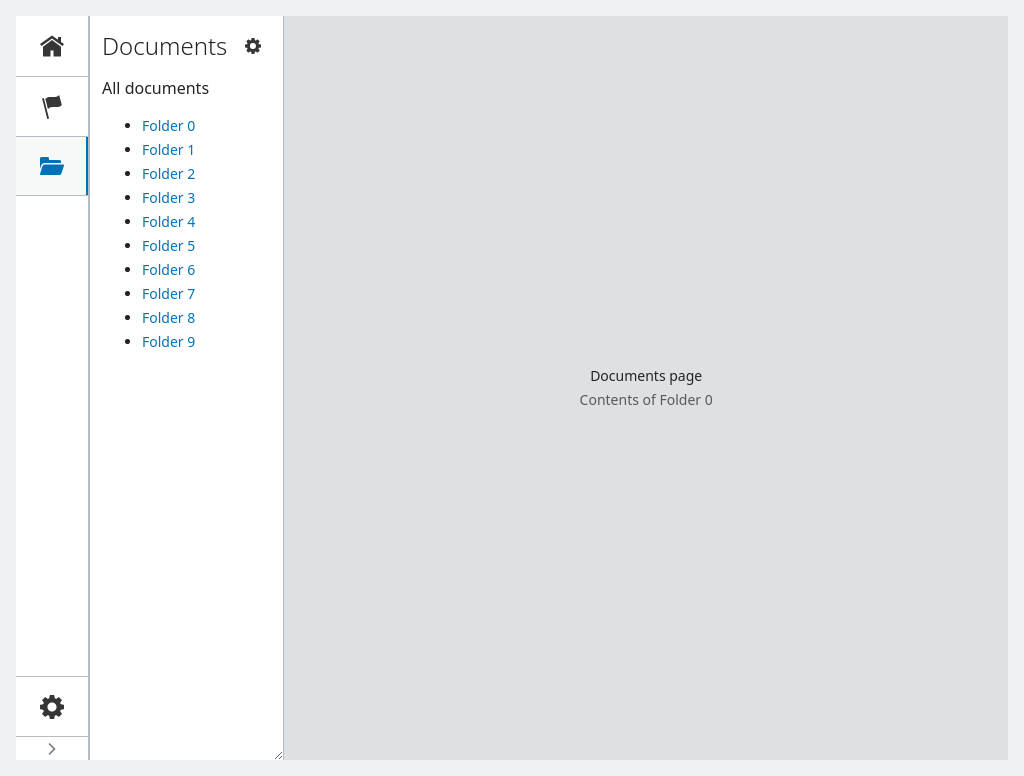 Documents
All documents
Folder 0
Folder 1
Folder 2
Folder 3
Folder 4
Folder 5
Folder 6
Folder 7
Folder 8
Folder 9
Documents page
Contents of Folder 0